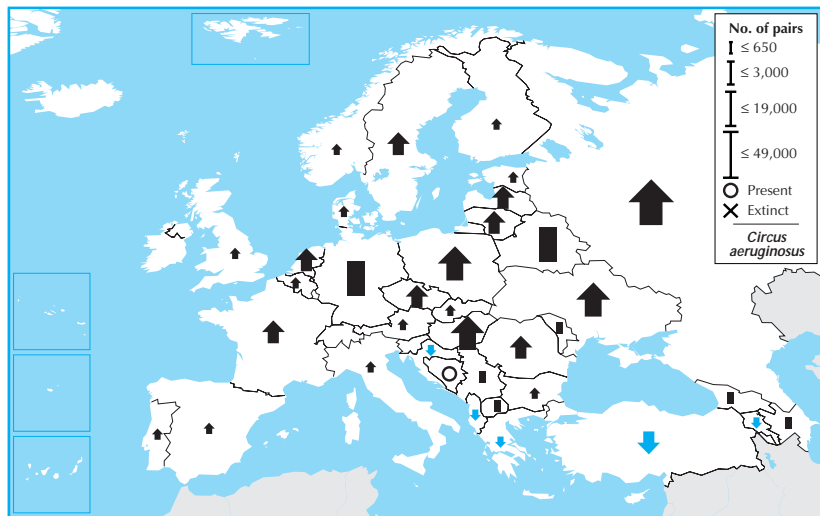 No. of pairs
≤ 650
≤ 3,000
≤ 19,000
≤ 49,000
Present
Extinct
Circus
aeruginosus